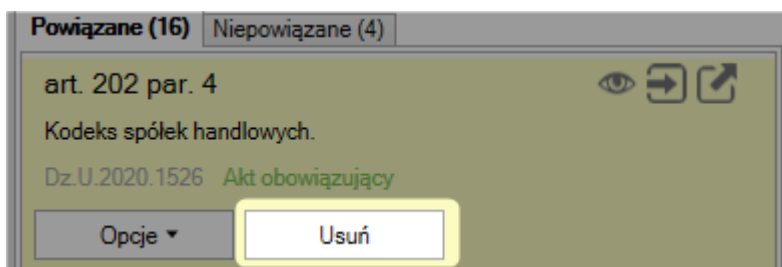 Powiązane (16) Niepowiązane (4)
art. 202 par. 4
Kodeks spółek handlowych.
Dz.U.2020.1526 Akt obowiązujący
Opcje Usuń